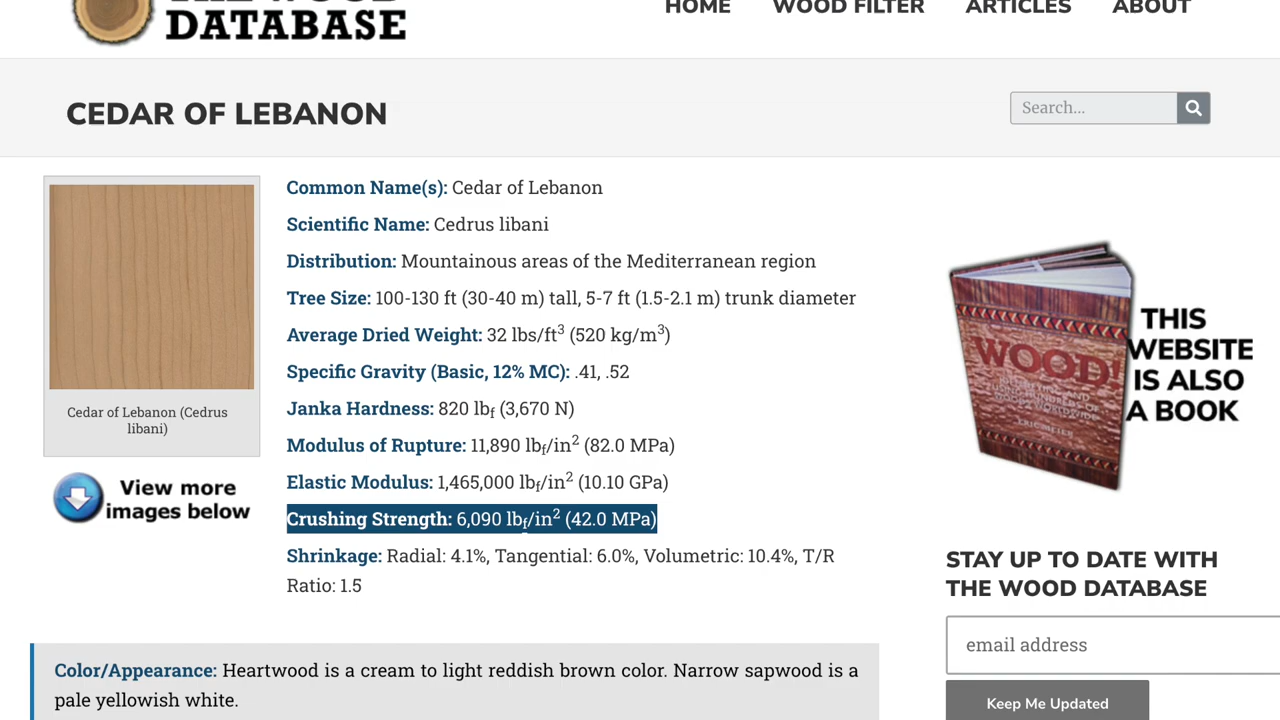 THE WOOD
DATABASE
HOME WOOD FILTER ARTICLES ABOUT
CEDAR OF LEBANON
Search...
Common Name(s): Cedar of Lebanon
Scientific Name: Cedrus libani
Distribution: Mountainous areas of the Mediterranean region
Tree Size: 100-130 ft (30-40 m) tall, 5-7 ft (1.5-2.1 m) trunk diameter
Average Dried Weight: 32 lbs/ft³ (520 kg/m³)
Specific Gravity (Basic, 12% MC): .41, .52
Janka Hardness: 820 lbf (3,670 N)
Modulus of Rupture: 11,890 lbf/in² (82.0 MPa)
Elastic Modulus: 1,465,000 lbf/in² (10.10 GPa)
Crushing Strength: 6,090 lbf/in² (42.0 MPa)
Shrinkage: Radial: 4.1%, Tangential: 6.0%, Volumetric: 10.4%, T/R
Ratio: 1.5
Cedar of Lebanon (Cedrus
libani)
View more
images below
Color/Appearance: Heartwood is a cream to light reddish brown color. Narrow sapwood is a
pale yellowish white.
WOOD!
ERIC MEIER
THIS
WEBSITE
IS ALSO
A BOOK
STAY UP TO DATE WITH
THE WOOD DATABASE
email address
Keep Me Updated